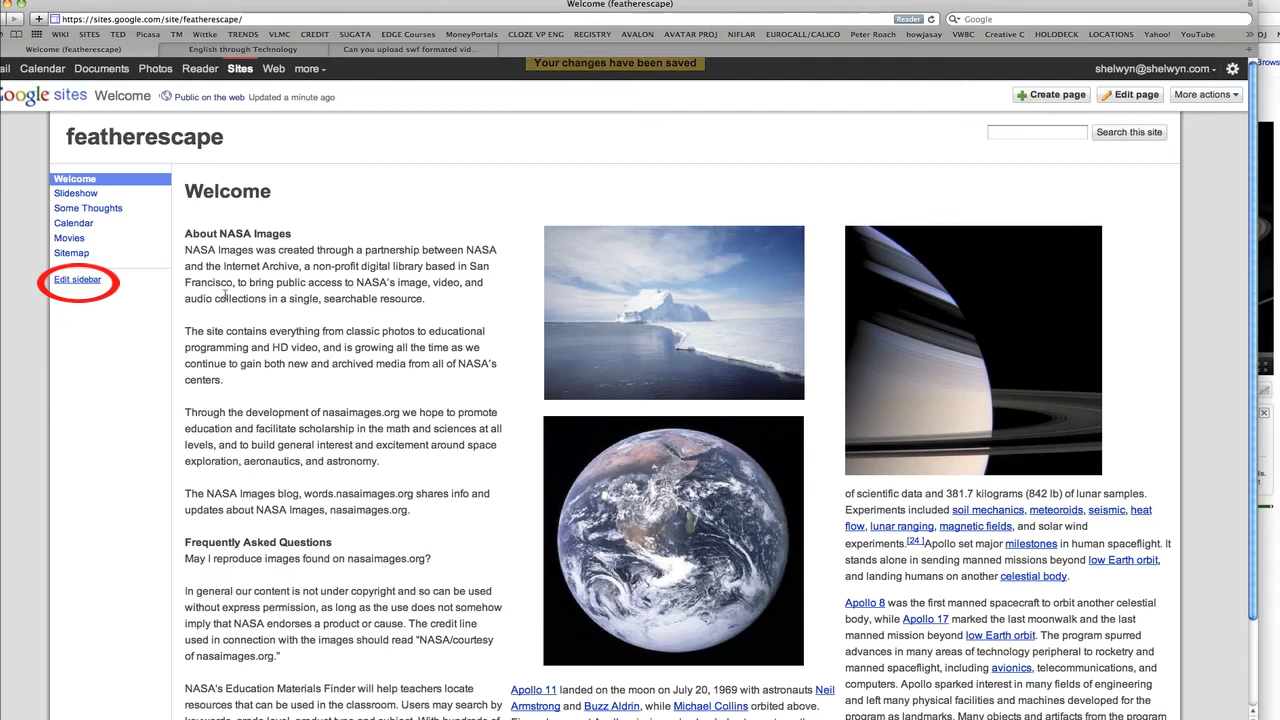 Welcome (featherescape)
https://sites.google.com/site/featherescape/
Reader
Google
WIKI SITES TED Picasa TM Wittke TRENDS VLMC CREDIT SUGATA EDGE Courses MoneyPortals CLOZE VP ENG REGISTRY AVALON AVATAR PROJ NIFLAR EUROCALL/CALICO Peter Roach howjasay VWBC Creative C HOLODECK LOCATIONS Yahoo! YouTube
Welcome (featherescape)
English through Technology
Can you upload swf formated vid...
ail Calendar Documents Photos Reader Sites Web more
Your changes have been saved
shelwyn@shelwyn.com
Google sites Welcome Public on the web Updated a minute ago
Create page
Edit page
More actions
featherescape
Search this site
Welcome
Slideshow
Some Thoughts
Calendar
Movies
Sitemap
Edit sidebar
Welcome
About NASA Images
NASA Images was created through a partnership between NASA
and the Internet Archive, a non-profit digital library based in San
Francisco, to bring public access to NASA's image, video, and
audio collections in a single, searchable resource.
The site contains everything from classic photos to educational
programming and HD video, and is growing all the time as we
continue to gain both new and archived media from all of NASA's
centers.
Through the development of nasaimages.org we hope to promote
education and facilitate scholarship in the math and sciences at all
levels, and to build general interest and excitement around space
exploration, aeronautics, and astronomy.
The NASA Images blog, words.nasaimages.org shares info and
updates about NASA Images, nasaimages.org.
Frequently Asked Questions
May I reproduce images found on nasaimages.org?
In general our content is not under copyright and so can be used
without express permission, as long as the use does not somehow
imply that NASA endorses a product or cause. The credit line
used in connection with the images should read "NASA/courtesy
of nasaimages.org."
NASA's Education Materials Finder will help teachers locate
resources that can be used in the classroom. Users may search by
Apollo 11 landed on the moon on July 20, 1969 with astronauts Neil
Armstrong and Buzz Aldrin, while Michael Collins orbited above.
of scientific data and 381.7 kilograms (842 lb) of lunar samples.
Experiments included soil mechanics, meteoroids, seismic, heat
flow, lunar ranging, magnetic fields, and solar wind
experiments.[24 ]Apollo set major milestones in human spaceflight. It
stands alone in sending manned missions beyond low Earth orbit,
and landing humans on another celestial body.
Apollo 8 was the first manned spacecraft to orbit another celestial
body, while Apollo 17 marked the last moonwalk and the last
manned mission beyond low Earth orbit. The program spurred
advances in many areas of technology peripheral to rocketry and
manned spaceflight, including avionics, telecommunications, and
computers. Apollo sparked interest in many fields of engineering
and left many physical facilities and machines developed for the
program as landmarks. Many objects and artifacts from the program